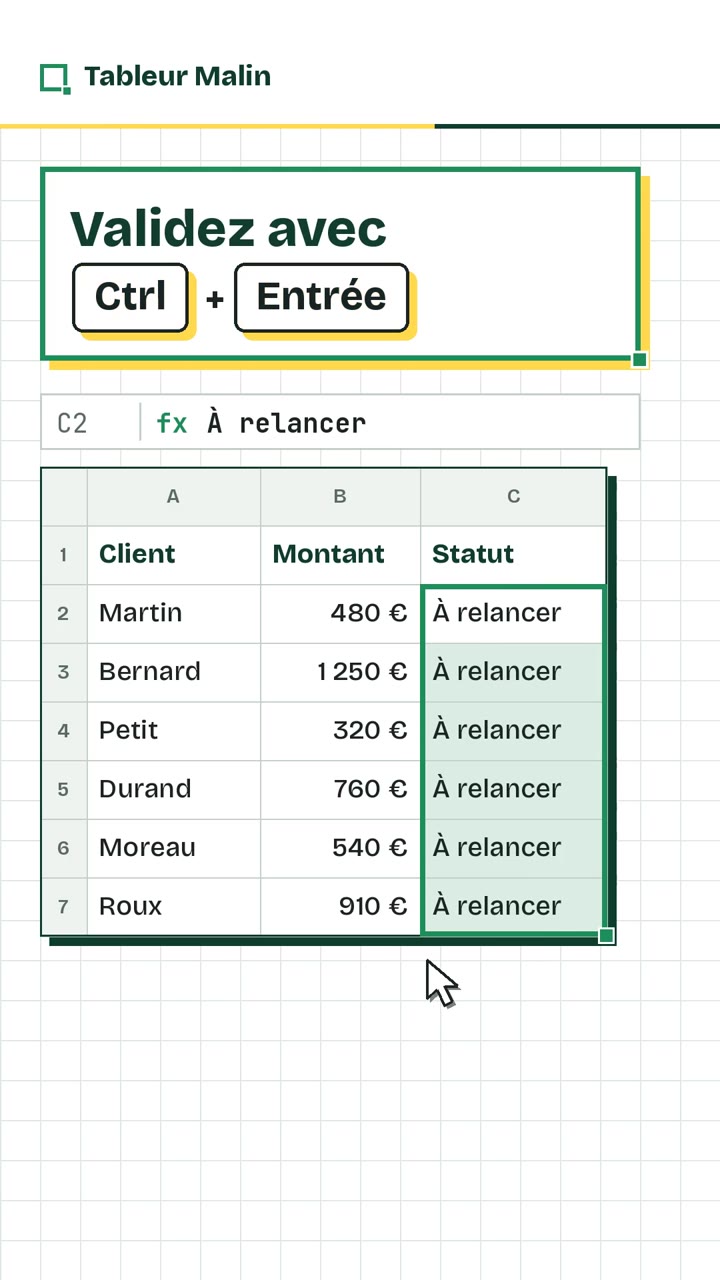 Tableur Malin
Validez avec
Ctrl + Entrée
C2 fx À relancer
A B C
1 Client Montant Statut
2 Martin 480 € À relancer
3 Bernard 1 250 € À relancer
4 Petit 320 € À relancer
5 Durand 760 € À relancer
6 Moreau 540 € À relancer
7 Roux 910 € À relancer